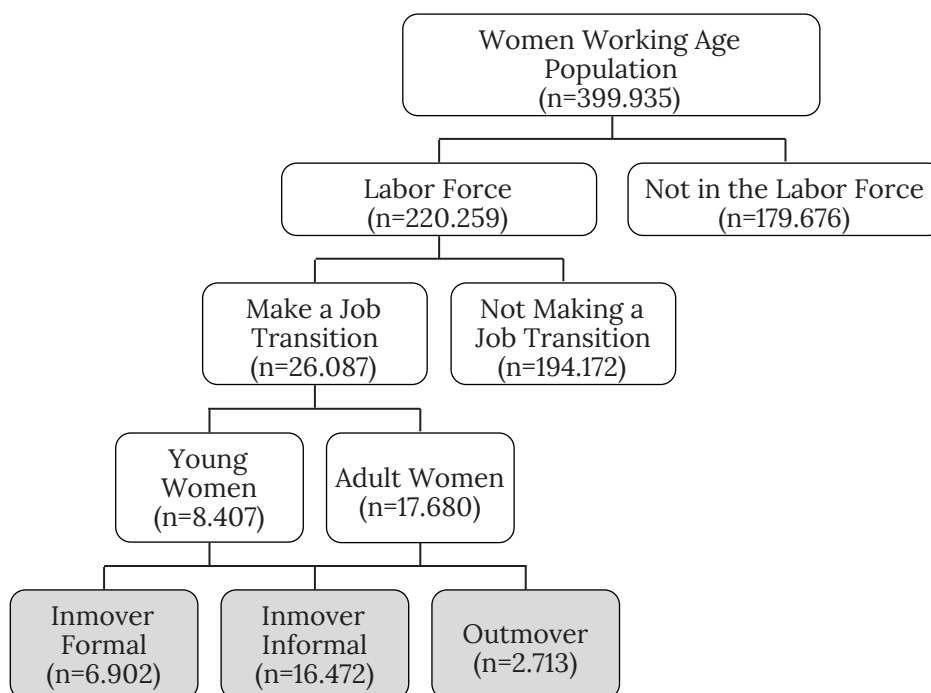 Women Working Age
Population
(n=399.935)
Labor Force
(n=220.259)
Not in the Labor Force
(n=179.676)
Make a Job
Transition
(n=26.087)
Not Making a
Job Transition
(n=194.172)
Young
Women
(n=8.407)
Adult Women
(n=17.680)
Inmover
Formal
(n=6.902)
Inmover
Informal
(n=16.472)
Outmover
(n=2.713)